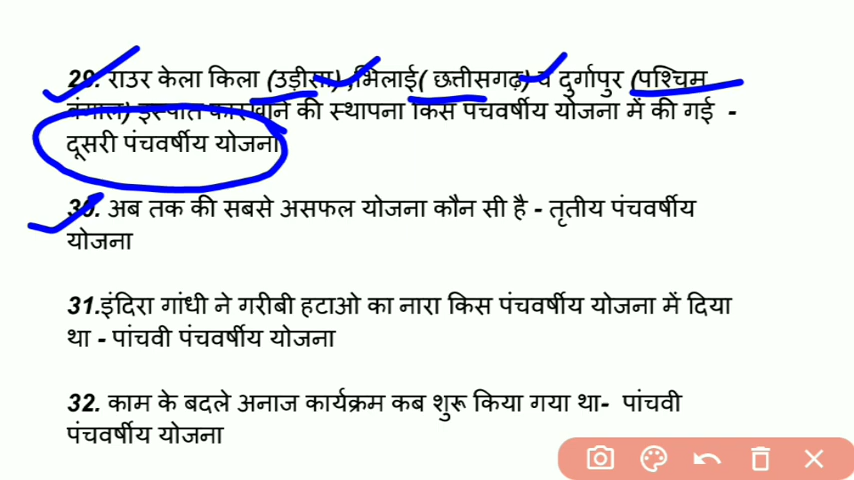 29. राउर केला किला (उड़ीसा) ,भिलाई( छत्तीसगढ़) व दुर्गापुर (पश्चिम
बंगाल) इस्पात कारखाने की स्थापना किस पंचवर्षीय योजना में की गई -
दूसरी पंचवर्षीय योजना
30. अब तक की सबसे असफल योजना कौन सी है - तृतीय पंचवर्षीय
योजना
31.इंदिरा गांधी ने गरीबी हटाओ का नारा किस पंचवर्षीय योजना में दिया
था - पांचवी पंचवर्षीय योजना
32. काम के बदले अनाज कार्यक्रम कब शुरू किया गया था- पांचवी
पंचवर्षीय योजना